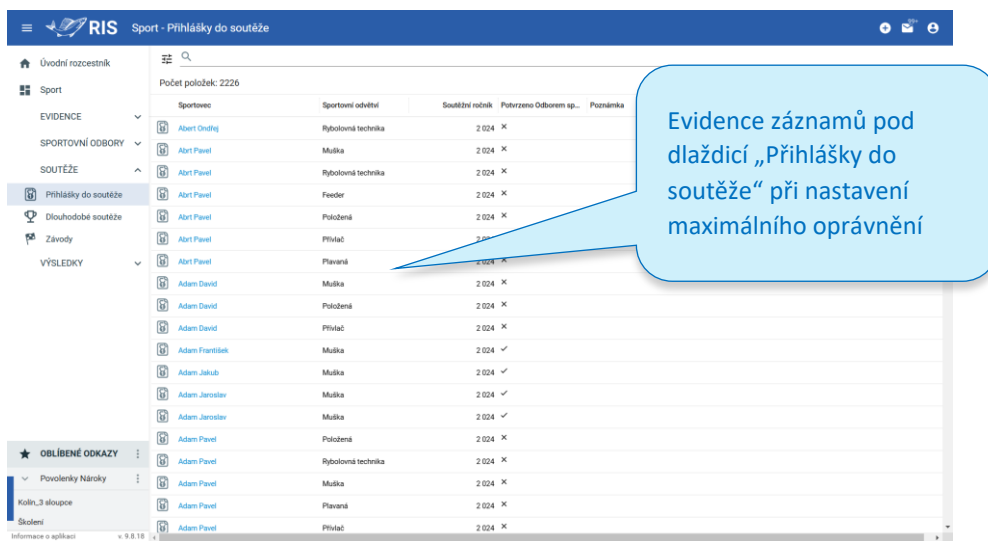 RIS Sport - Přihlášky do soutěže 99+
Úvodní rozcestník
Sport
EVIDENCE
SPORTOVNÍ ODBORY
SOUTĚŽE
Přihlášky do soutěže
Dlouhodobé soutěže
Závody
VÝSLEDKY
OBLÍBENÉ ODKAZY
Povolenky Nároky
Kolín_3 sloupce
Školení
Informace o aplikaci v. 9.8.18
Počet položek: 2226
Sportovec Sportovní odvětví Soutěžní ročník Potvrzeno Odborem sp... Poznámka
Abert Ondřej Rybolovná technika 2 024 ×
Abrt Pavel Muška 2 024 ×
Abrt Pavel Rybolovná technika 2 024 ×
Abrt Pavel Feeder 2 024 ×
Abrt Pavel Položená 2 024 ×
Abrt Pavel Přívlač
Abrt Pavel Plavaná 2 024 ×
Adam David Muška 2 024 ×
Adam David Položená 2 024 ×
Adam David Přívlač 2 024 ×
Adam František Muška 2 024 ✓
Adam Jakub Muška 2 024 ✓
Adam Jaroslav Muška 2 024 ✓
Adam Jaroslav Muška 2 024 ✓
Adam Pavel Položená 2 024 ×
Adam Pavel Rybolovná technika 2 024 ×
Adam Pavel Muška 2 024 ×
Adam Pavel Plavaná 2 024 ×
Adam Pavel Přívlač 2 024 ×
Evidence záznamů pod
dlaždicí „Přihlášky do
soutěže“ při nastavení
maximálního oprávnění